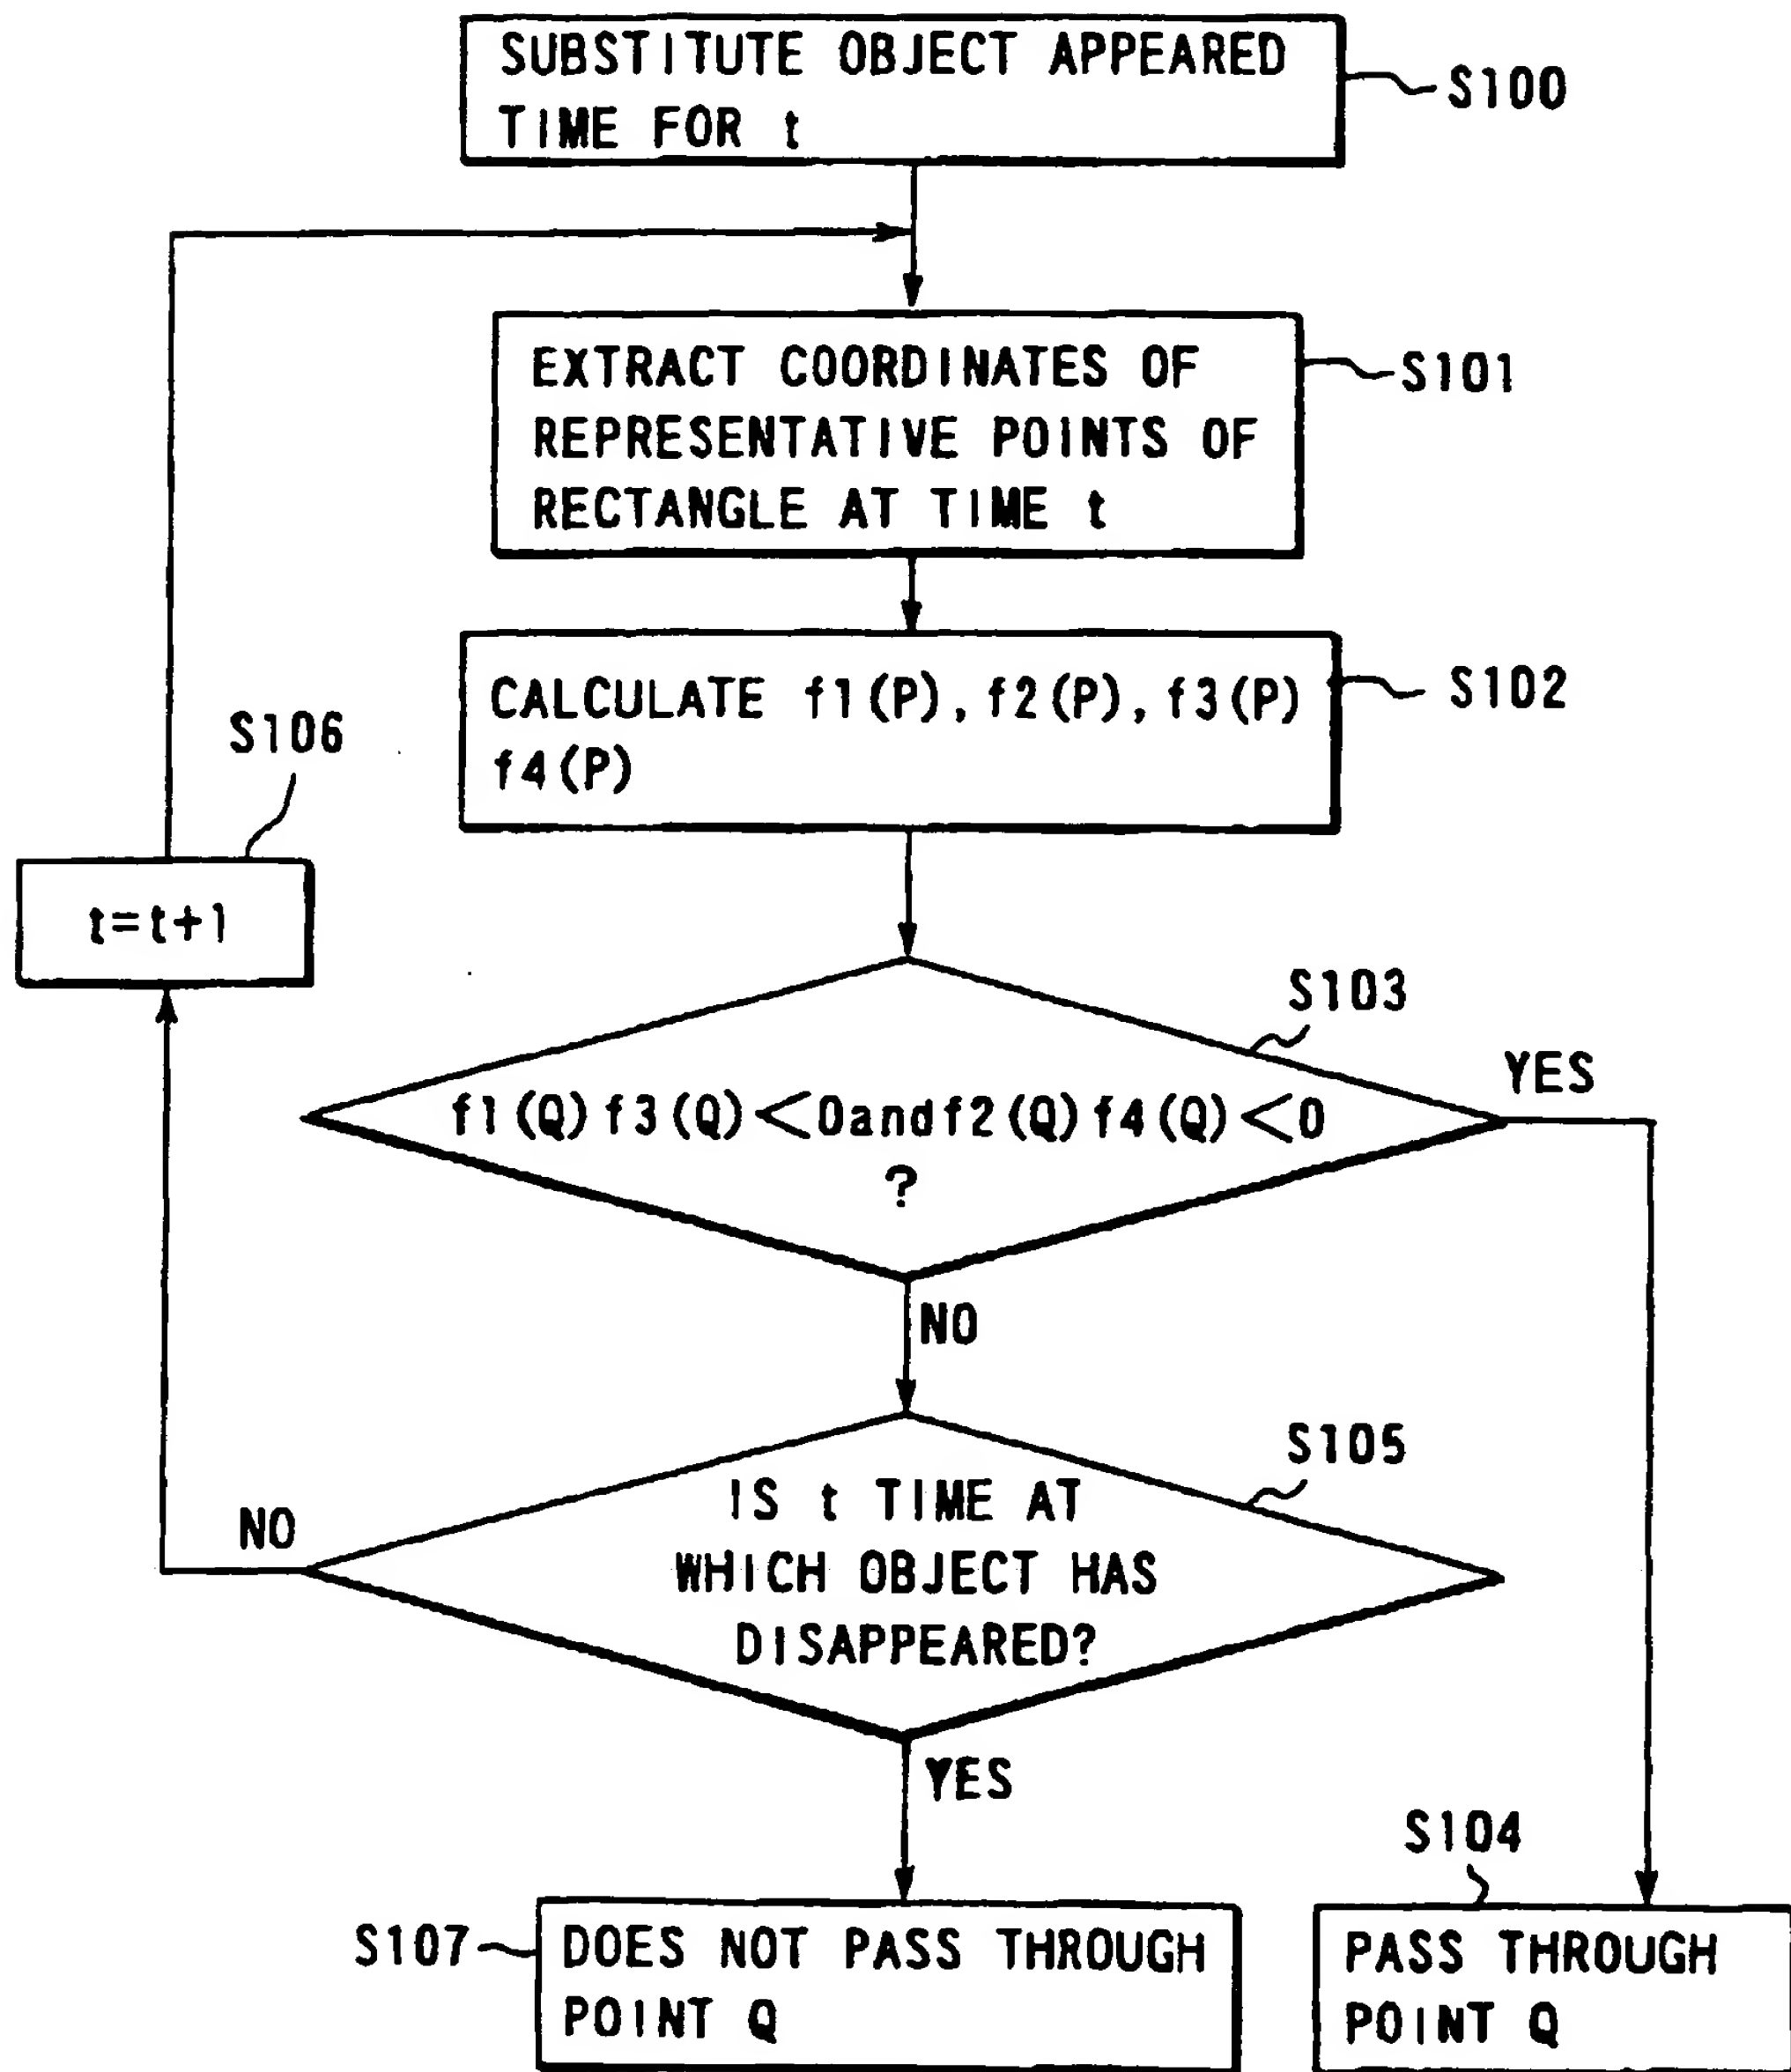 SUBSTITUTE OBJECT APPEARED
TIME FOR t
S100
EXTRACT COORDINATES OF
REPRESENTATIVE POINTS OF
RECTANGLE AT TIME t
S101
CALCULATE f1(P), f2(P), f3(P)
f4(P)
S102
S106
t=t+1
S103
f1(Q)f3(Q)<0andf2(Q)f4(Q)<0
?
YES
NO
S105
IS t TIME AT
WHICH OBJECT HAS
DISAPPEARED?
NO
YES
S104
S107
DOES NOT PASS THROUGH
POINT Q
PASS THROUGH
POINT Q